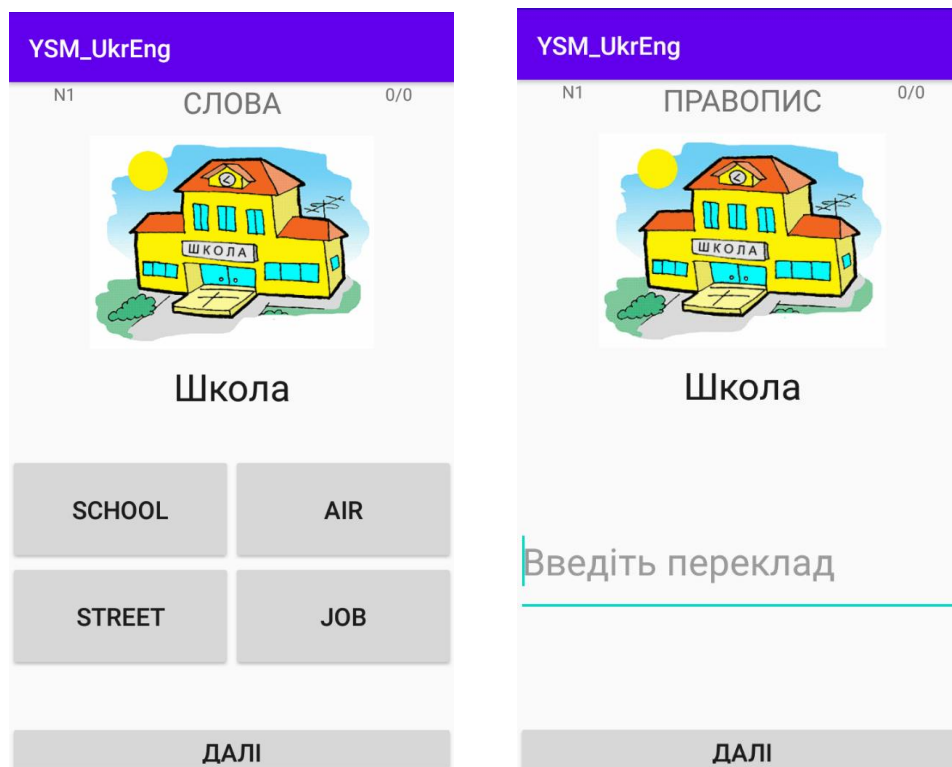 YSM_UkrEng
N1 СЛОВА 0/0
ШКОЛА
Школа
SCHOOL AIR
STREET JOB
ДАЛІ
YSM_UkrEng
N1 ПРАВОПИС 0/0
ШКОЛА
Школа
Введіть переклад
ДАЛІ